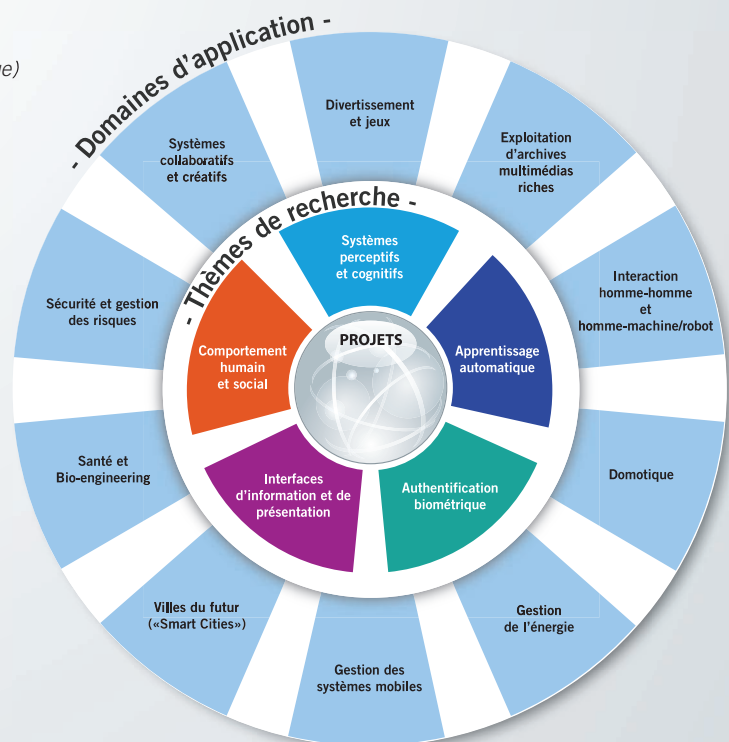 e)
- Domaines d'application -
Divertissement
et jeux
Exploitation
d'archives
multimédias
riches
Interaction
homme-homme
et
homme-machine/robot
Domotique
Gestion
de l'énergie
Gestion des
systèmes mobiles
Villes du futur
(«Smart Cities»)
Santé et
Bio-engineering
Sécurité et gestion
des risques
Systèmes
collaboratifs
et créatifs
- Thèmes de recherche -
Systèmes
perceptifs
et cognitifs
Apprentissage
automatique
Authentification
biométrique
Interfaces
d'information et de
présentation
Comportement
humain
et social
PROJETS